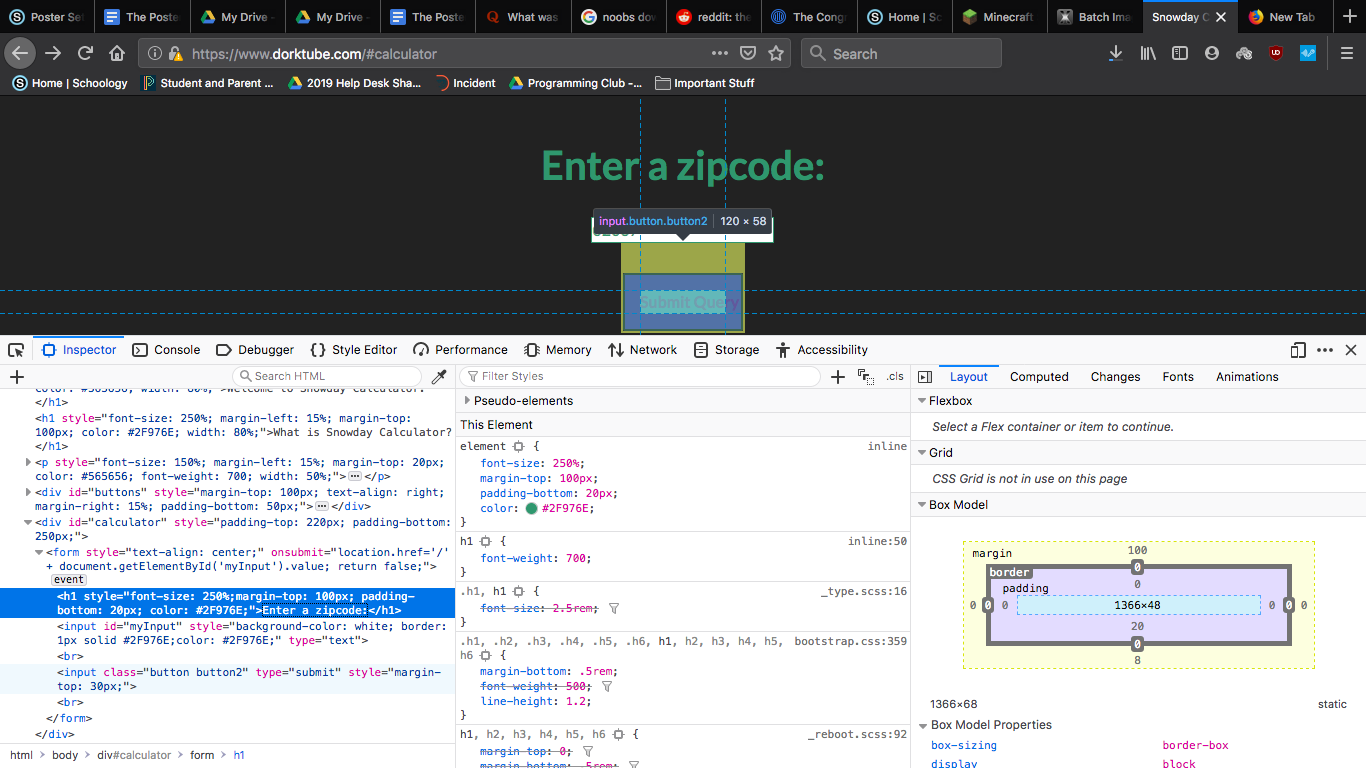 Poster Set
The Poste
My Drive -
My Drive -
The Poste
What was
noobs dow
reddit: the
The Congr
Home | Sc
Minecraft
Batch Ima
Snowday C
New Tab
https://www.dorktube.com/#calculator
Search
Home | Schoology
Student and Parent ...
2019 Help Desk Sha...
Incident
Programming Club -...
Important Stuff
Enter a zipcode:
input.button.button2 | 120 × 58
Submit Query
Inspector
Console
Debugger
Style Editor
Performance
Memory
Network
Storage
Accessibility
Search HTML
color: #565656; width: 80%;">Welcome to Snowday Calculator.
</h1>
<h1 style="font-size: 250%; margin-left: 15%; margin-top:
100px; color: #2F976E; width: 80%;">What is Snowday Calculator?
</h1>
<p style="font-size: 150%; margin-left: 15%; margin-top: 20px;
color: #565656; font-weight: 700; width: 50%;">···</p>
<div id="buttons" style="margin-top: 100px; text-align: right;
margin-right: 15%; padding-bottom: 50px;">···</div>
<div id="calculator" style="padding-top: 220px; padding-bottom:
250px;">
<form style="text-align: center;" onsubmit="location.href='/'
+ document.getElementById('myInput').value; return false;">
event
<h1 style="font-size: 250%;margin-top: 100px; padding-
bottom: 20px; color: #2F976E;">Enter a zipcode:</h1>
<input id="myInput" style="background-color: white; border:
1px solid #2F976E;color: #2F976E;" type="text">
<br>
<input class="button button2" type="submit" style="margin-
top: 30px;">
<br>
</form>
</div>
html > body > div#calculator > form > h1
Filter Styles
.cls
Pseudo-elements
This Element
element { inline
font-size: 250%;
margin-top: 100px;
padding-bottom: 20px;
color: #2F976E;
}
h1 { inline:50
font-weight: 700;
}
.h1, h1 { _type.scss:16
font-size: 2.5rem;
}
.h1, .h2, .h3, .h4, .h5, .h6, h1, h2, h3, h4, h5, bootstrap.css:359
h6 {
margin-bottom: .5rem;
font-weight: 500;
line-height: 1.2;
}
h1, h2, h3, h4, h5, h6 { _reboot.scss:92
margin-top: 0;
margin-bottom: .5rem;
Layout
Computed
Changes
Fonts
Animations
Flexbox
Select a Flex container or item to continue.
Grid
CSS Grid is not in use on this page
Box Model
margin
100
border
0
padding
0
0 0 0 1366×48 0 0 0
20
0
8
1366×68 static
Box Model Properties
box-sizing border-box
display block